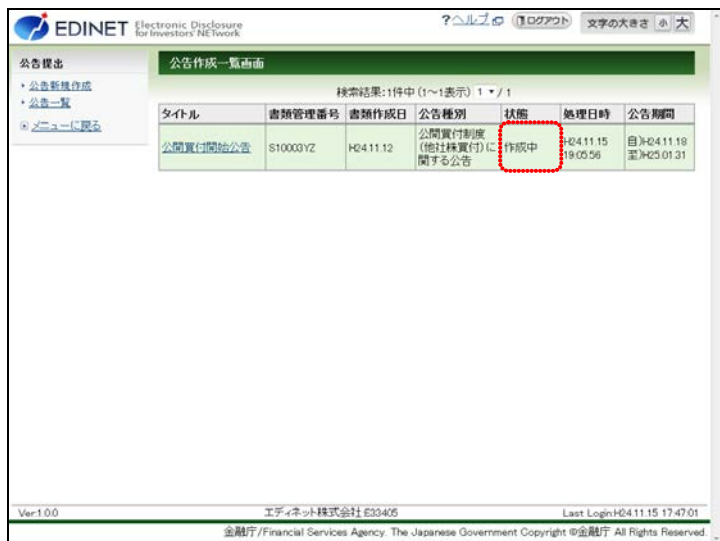 EDINET Electronic Disclosure for Investors' NETwork
?ヘルプ ログアウト 文字の大きさ 小 大
公告提出
公告新規作成
公告一覧
メニューに戻る
公告作成一覧画面
検索結果:1件中(1～1表示) 1 / 1
タイトル 書類管理番号 書類作成日 公告種別 状態 処理日時 公告期間
公開買付開始公告 S10003YZ H24.11.12 公開買付制度(他社株買付)に関する公告 作成中 H24.11.15 19:05:56 自)H24.11.18 至)H25.01.31
Ver.1.0.0 エディネット株式会社 E33405 Last Login:H24.11.15 17:47:01
金融庁/Financial Services Agency. The Japanese Government Copyright ©金融庁 All Rights Reserved.